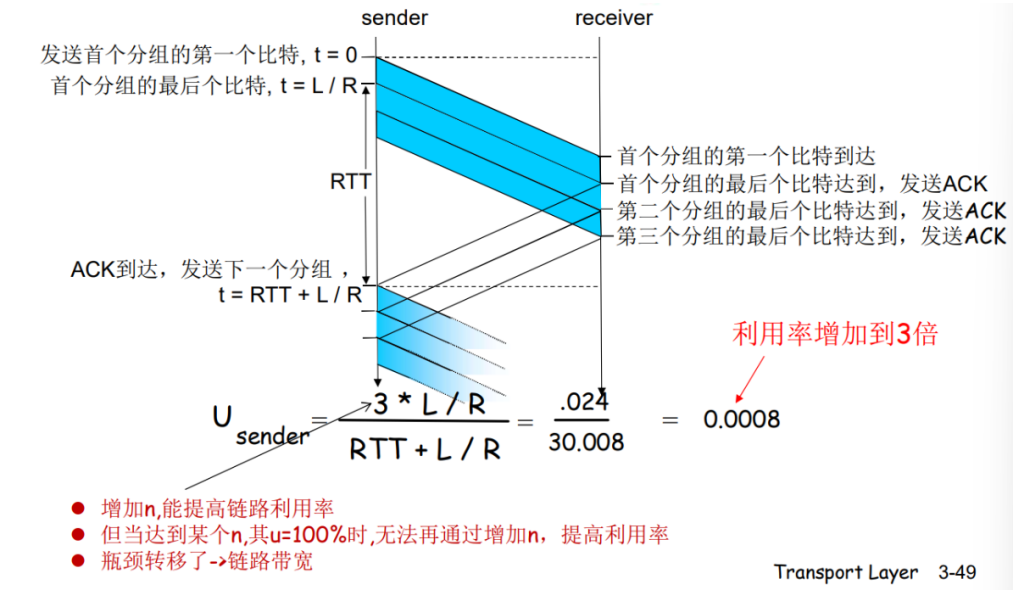 sender
receiver
发送首个分组的第一个比特, t = 0
首个分组的最后个比特, t = L / R
RTT
首个分组的第一个比特到达
首个分组的最后个比特达到，发送ACK
第二个分组的最后个比特达到，发送ACK
第三个分组的最后个比特达到，发送ACK
ACK到达，发送下一个分组，
t = RTT + L / R
利用率增加到3倍
U sender = 3 * L / R / RTT + L / R = .024 / 30.008 = 0.0008
增加n,能提高链路利用率
但当达到某个n,其u=100%时,无法再通过增加n，提高利用率
瓶颈转移了->链路带宽
Transport Layer 3-49